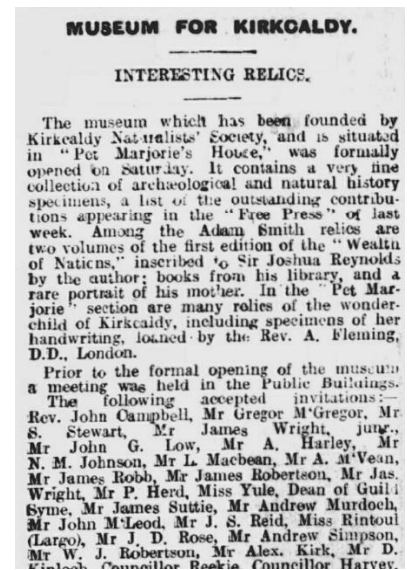 MUSEUM FOR KIRKCALDY.
INTERESTING RELICS.
The museum which has been founded by
Kirkcaldy Naturalists' Society, and is situated
in "Pet Marjorie's House," was formally
opened on Saturday. It contains a very fine
collection of archæological and natural history
specimens, a list of the outstanding contribu-
tions appearing in the "Free Press" of last
week. Among the Adam Smith relics are
two volumes of the first edition of the "Wealth
of Nations," inscribed to Sir Joshua Reynolds
by the author; books from his library, and a
rare portrait of his mother. In the "Pet Mar-
jorie" section are many relics of the wonder-
child of Kirkcaldy, including specimens of her
handwriting, loaned by the Rev. A. Fleming,
D.D., London.
Prior to the formal opening of the museum
a meeting was held in the Public Buildings.
The following accepted invitations:—
Rev. John Campbell, Mr Gregor M'Gregor, Mr
S. Stewart, Mr James Wright, junr.,
Mr John G. Low, Mr A. Harley, Mr
N. M. Johnson, Mr L. Macbean, Mr A. M'Vean,
Mr James Robb, Mr James Robertson, Mr Jas.
Wright, Mr P. Herd, Miss Yule, Dean of Guild
Syme, Mr James Suttie, Mr Andrew Murdoch,
Mr John M'Leod, Mr J. S. Reid, Miss Rintoul
(Largo), Mr J. D. Rose, Mr Andrew Simpson,
Mr W. J. Robertson, Mr Alex. Kirk, Mr D.
Kinloch, Councillor Reekie, Councillor Harvey,